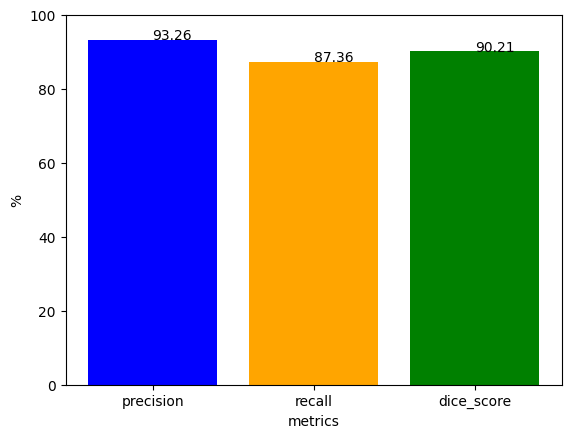 100
80
60
40
20
0
%
93.26
87.36
90.21
precision
recall
dice_score
metrics